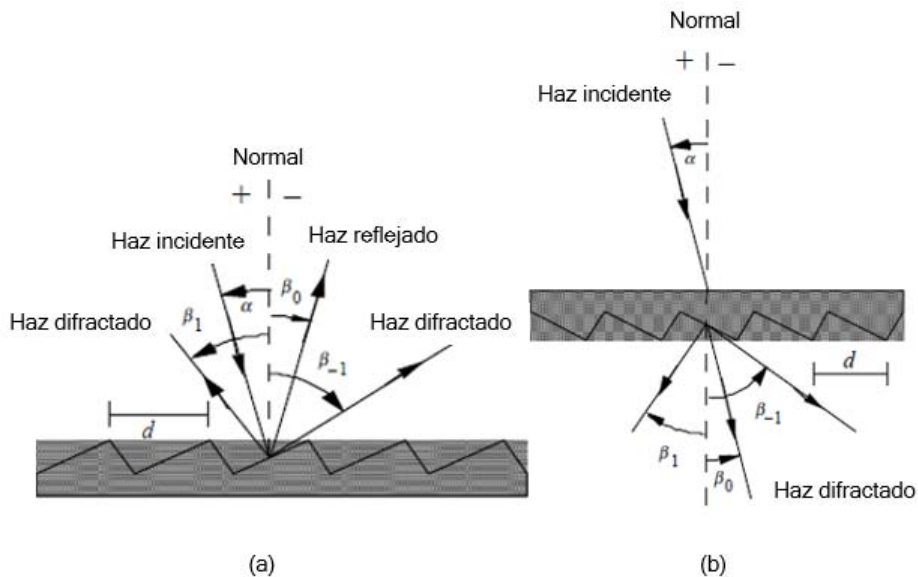 Normal
+ −
Haz incidente Haz reflejado
Haz difractado β₁ α β₀ Haz difractado
β₋₁
d
(a)
Normal
+ −
Haz incidente
α
d
β₋₁
β₁
β₀
Haz difractado
(b)